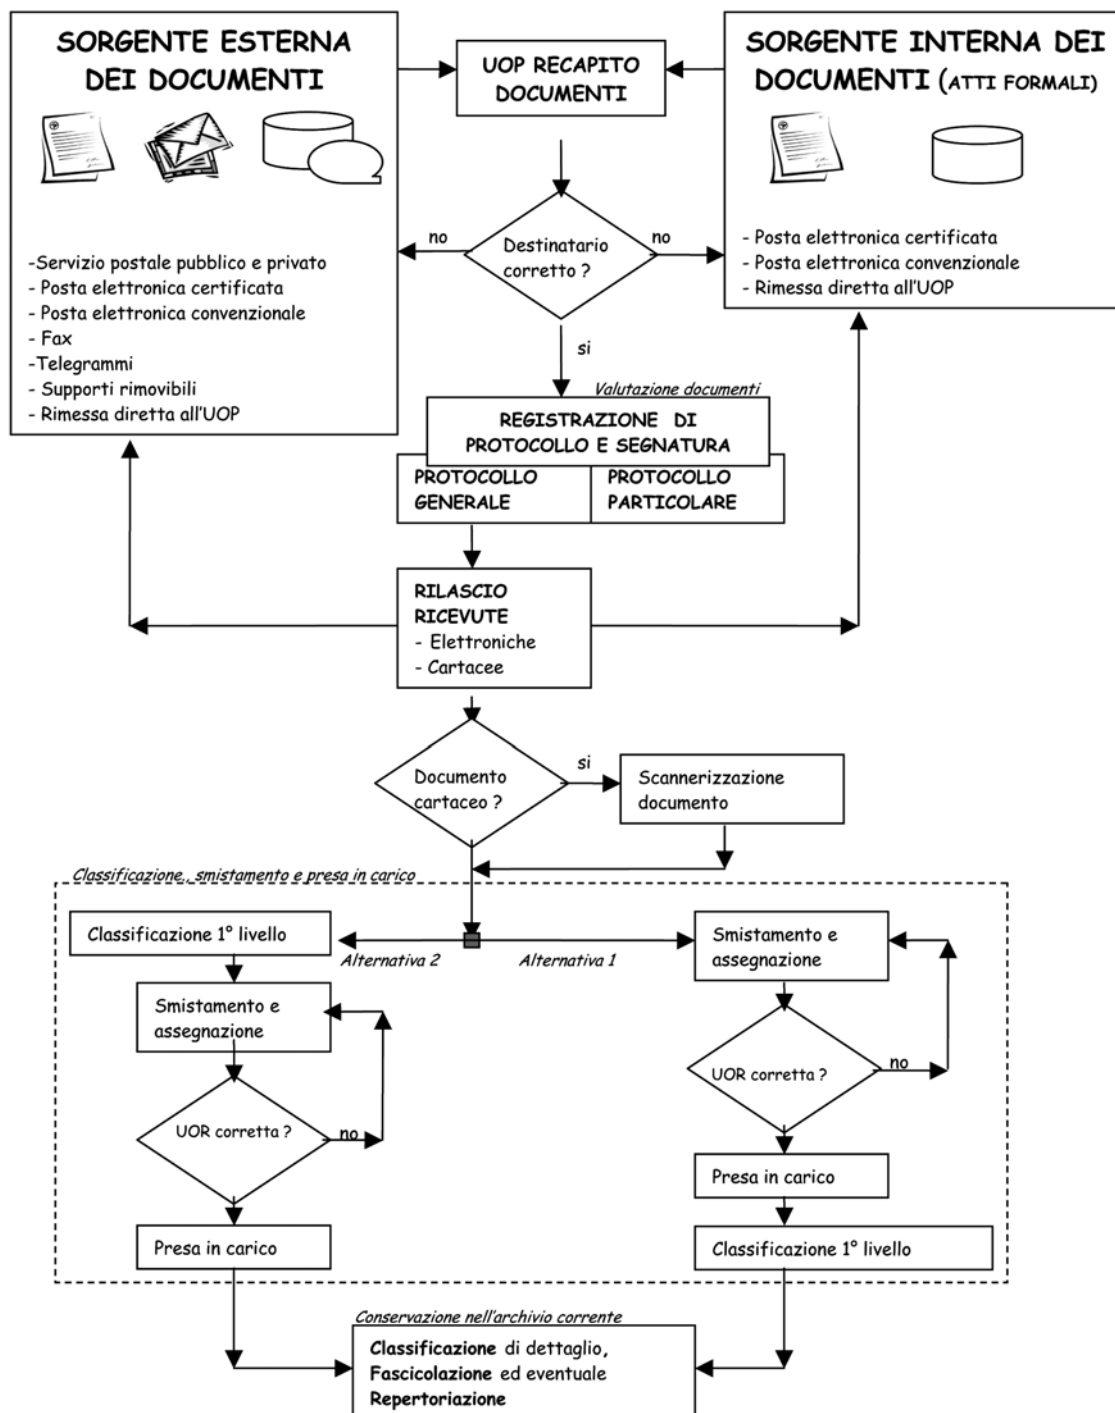 SORGENTE ESTERNA
DEI DOCUMENTI
UOP RECAPITO
DOCUMENTI
SORGENTE INTERNA DEI
DOCUMENTI (ATTI FORMALI)
-Servizio postale pubblico e privato
- Posta elettronica certificata
- Posta elettronica convenzionale
- Fax
-Telegrammi
- Supporti rimovibili
- Rimessa diretta all'UOP
no
Destinatario
corretto ?
no
- Posta elettronica certificata
- Posta elettronica convenzionale
- Rimessa diretta all'UOP
si
Valutazione documenti
REGISTRAZIONE DI
PROTOCOLLO E SEGNATURA
PROTOCOLLO
GENERALE
PROTOCOLLO
PARTICOLARE
RILASCIO
RICEVUTE
- Elettroniche
- Cartacee
Documento
cartaceo ?
si
Scannerizzazione
documento
Classificazione., smistamento e presa in carico
Classificazione 1° livello
Alternativa 2
Alternativa 1
Smistamento e
assegnazione
Smistamento e
assegnazione
UOR corretta ?
no
UOR corretta ?
no
Presa in carico
Presa in carico
Classificazione 1° livello
Conservazione nell'archivio corrente
Classificazione di dettaglio,
Fascicolazione ed eventuale
Repertoriazione